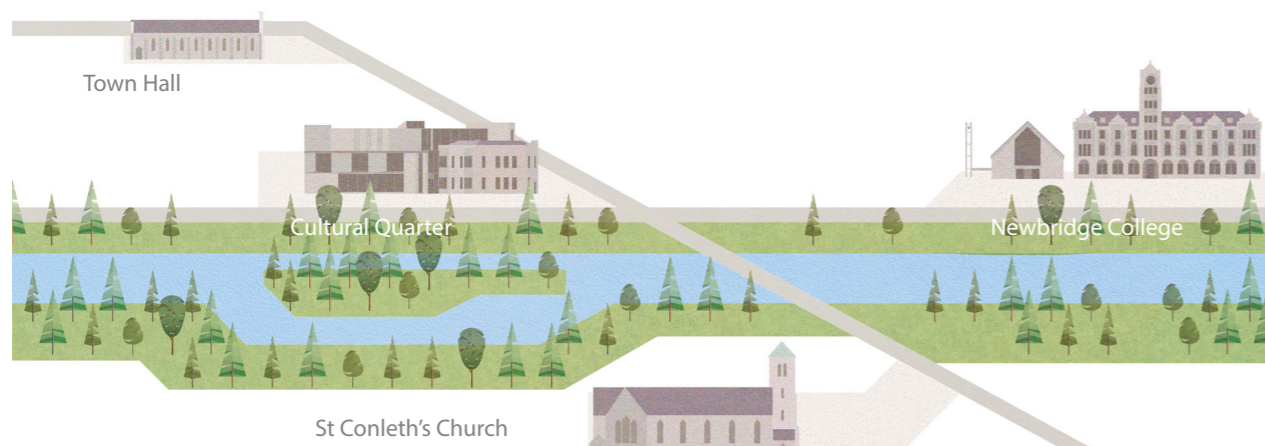 Town Hall
Cultural Quarter
Newbridge College
St Conleth's Church